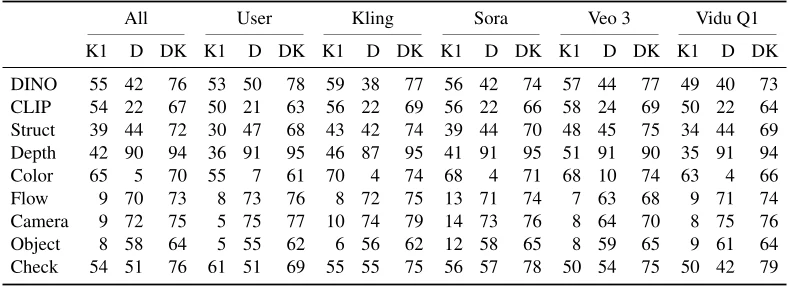 All User Kling Sora Veo 3 Vidu Q1
K1 D DK K1 D DK K1 D DK K1 D DK K1 D DK K1 D DK
DINO 55 42 76 53 50 78 59 38 77 56 42 74 57 44 77 49 40 73
CLIP 54 22 67 50 21 63 56 22 69 56 22 66 58 24 69 50 22 64
Struct 39 44 72 30 47 68 43 42 74 39 44 70 48 45 75 34 44 69
Depth 42 90 94 36 91 95 46 87 95 41 91 95 51 91 90 35 91 94
Color 65 5 70 55 7 61 70 4 74 68 4 71 68 10 74 63 4 66
Flow 9 70 73 8 73 76 8 72 75 13 71 74 7 63 68 9 71 74
Camera 9 72 75 5 75 77 10 74 79 14 73 76 8 64 70 8 75 76
Object 8 58 64 5 55 62 6 56 62 12 58 65 8 59 65 9 61 64
Check 54 51 76 61 51 69 55 55 75 56 57 78 50 54 75 50 42 79